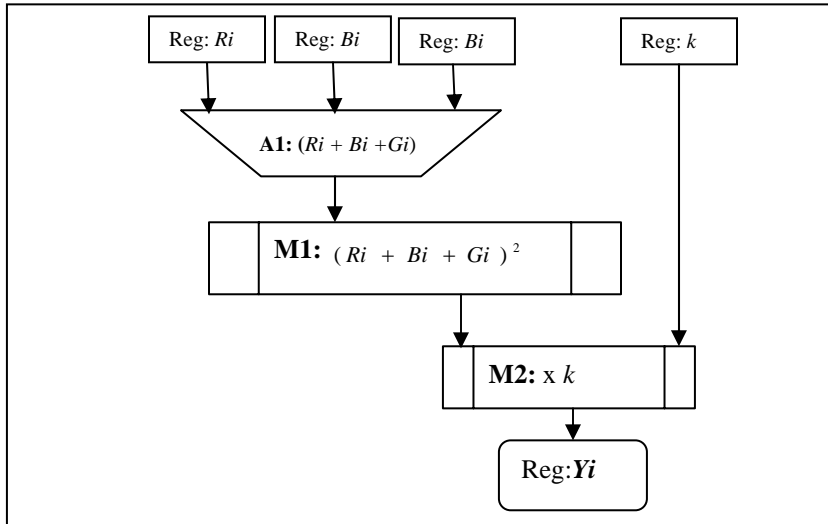 Reg: Ri
Reg: Bi
Reg: Bi
Reg: k
A1: (Ri + Bi +Gi)
M1: ( Ri + Bi + Gi ) ²
M2: x k
Reg:Yi